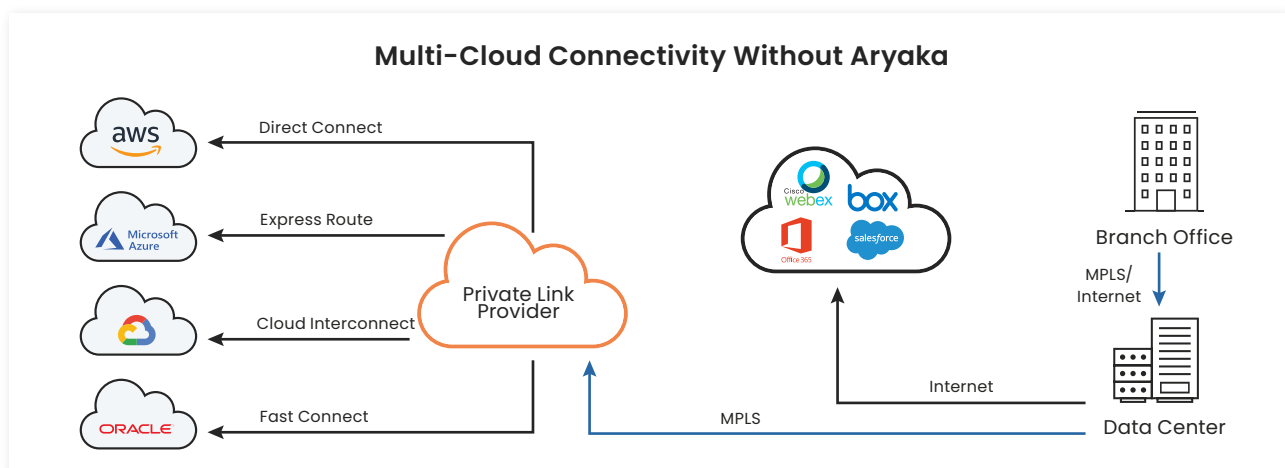 Multi-Cloud Connectivity Without Aryaka
aws
Direct Connect
Microsoft
Azure
Express Route
Cloud Interconnect
ORACLE
Fast Connect
Private Link
Provider
Cisco
webex
box
Office 365
salesforce
Internet
MPLS
Branch Office
MPLS/
Internet
Data Center